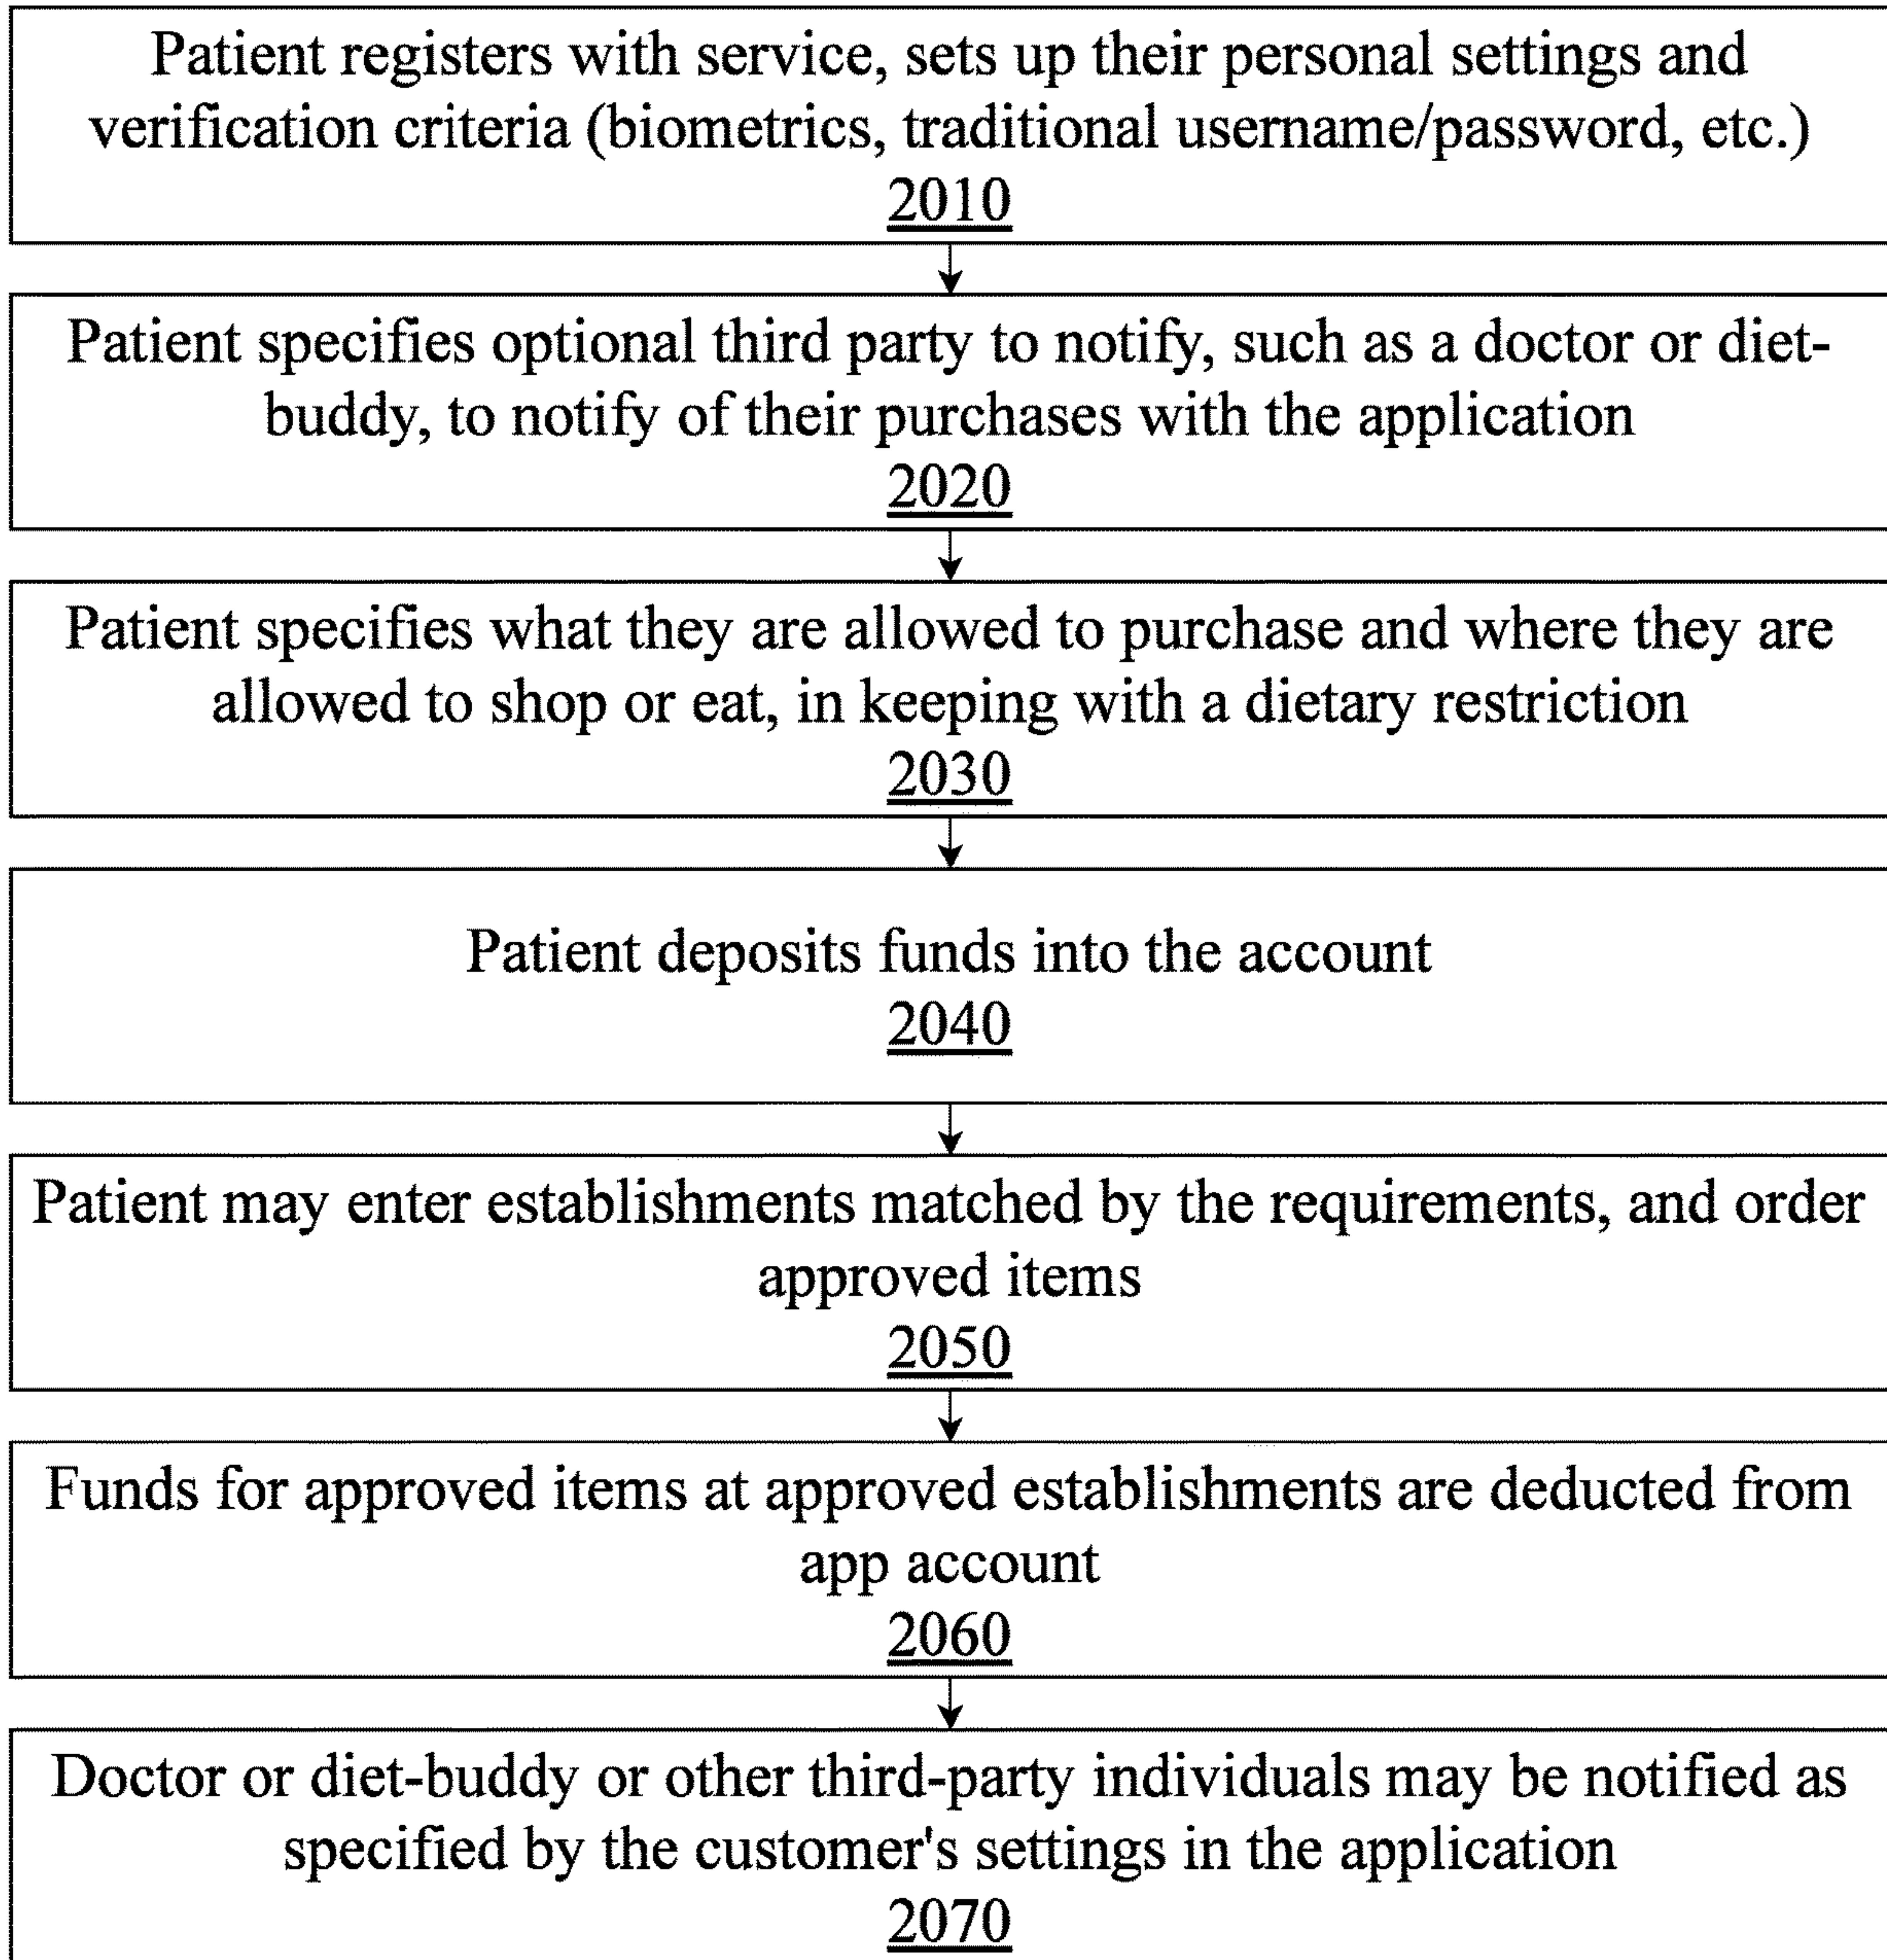 Patient registers with service, sets up their personal settings and
verification criteria (biometrics, traditional username/password, etc.)
2010
Patient specifies optional third party to notify, such as a doctor or diet-
buddy, to notify of their purchases with the application
2020
Patient specifies what they are allowed to purchase and where they are
allowed to shop or eat, in keeping with a dietary restriction
2030
Patient deposits funds into the account
2040
Patient may enter establishments matched by the requirements, and order
approved items
2050
Funds for approved items at approved establishments are deducted from
app account
2060
Doctor or diet-buddy or other third-party individuals may be notified as
specified by the customer's settings in the application
2070